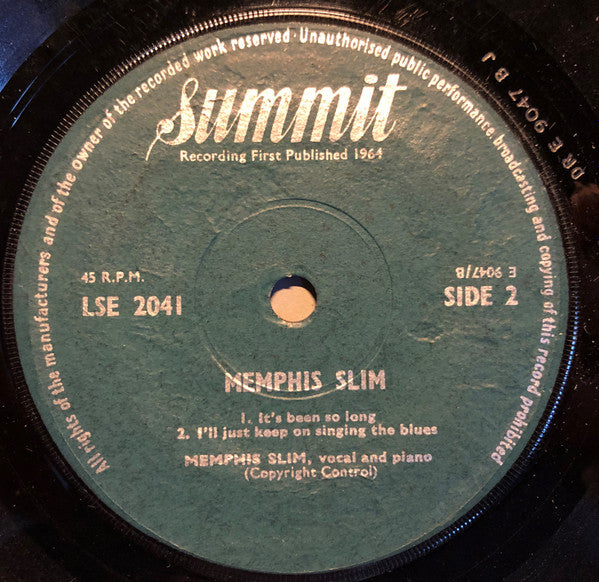 All rights of the manufacturers and of the owner of the recorded work reserved · Unauthorised public performance, broadcasting and copying of this record prohibited
DR E 9047 B J
Summit
Recording First Published 1964
45 R.P.M.
E 9047/B
LSE 2041
SIDE 2
MEMPHIS SLIM
1. it's been so long
2. I'll just keep on singing the blues
MEMPHIS SLIM, vocal and piano
(Copyright Control)